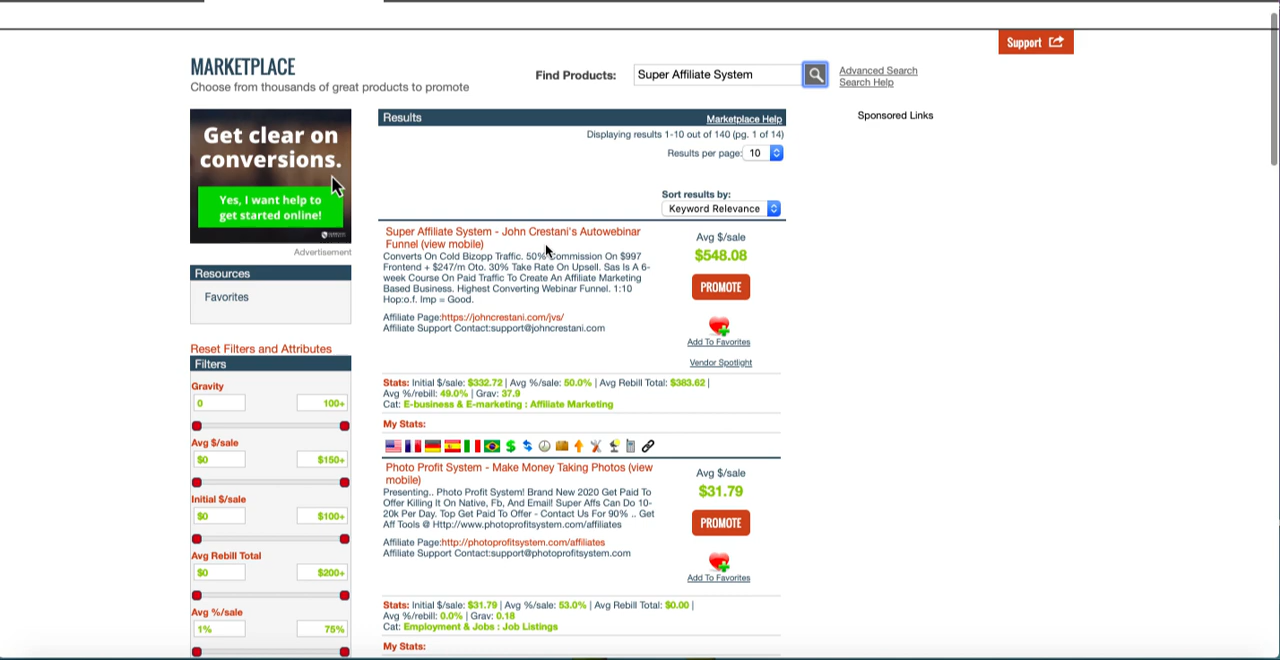 Support
MARKETPLACE
Choose from thousands of great products to promote
Find Products:
Super Affiliate System
Advanced Search
Search Help
Get clear on
conversions.
Yes, I want help to
get started online!
Advertisement
Resources
Favorites
Reset Filters and Attributes
Filters
Gravity
0 100+
Avg $/sale
$0 $150+
Initial $/sale
$0 $100+
Avg Rebill Total
$0 $200+
Avg %/sale
1% 75%
Results
Marketplace Help
Displaying results 1-10 out of 140 (pg. 1 of 14)
Results per page: 10
Sort results by:
Keyword Relevance
Super Affiliate System - John Crestani's Autowebinar
Funnel (view mobile)
Converts On Cold Bizopp Traffic. 50% Commission On $997
Frontend + $247/m Oto. 30% Take Rate On Upsell. Sas Is A 6-
week Course On Paid Traffic To Create An Affiliate Marketing
Based Business. Highest Converting Webinar Funnel. 1:10
Hop:o.f. Imp = Good.
Affiliate Page:https://johncrestani.com/jvs/
Affiliate Support Contact:support@johncrestani.com
Avg $/sale
$548.08
PROMOTE
Add To Favorites
Vendor Spotlight
Stats: Initial $/sale: $332.72 | Avg %/sale: 50.0% | Avg Rebill Total: $383.62 |
Avg %/rebill: 49.0% | Grav: 37.9
Cat: E-business & E-marketing : Affiliate Marketing
My Stats:
Photo Profit System - Make Money Taking Photos (view
mobile)
Presenting.. Photo Profit System! Brand New 2020 Get Paid To
Offer Killing It On Native, Fb, And Email! Super Affs Can Do 10-
20k Per Day. Top Get Paid To Offer - Contact Us For 90% .. Get
Aff Tools @ Http://www.photoprofitsystem.com/affiliates
Affiliate Page:http://photoprofitsystem.com/affiliates
Affiliate Support Contact:support@photoprofitsystem.com
Avg $/sale
$31.79
PROMOTE
Add To Favorites
Stats: Initial $/sale: $31.79 | Avg %/sale: 53.0% | Avg Rebill Total: $0.00 |
Avg %/rebill: 0.0% | Grav: 0.18
Cat: Employment & Jobs : Job Listings
My Stats:
Sponsored Links